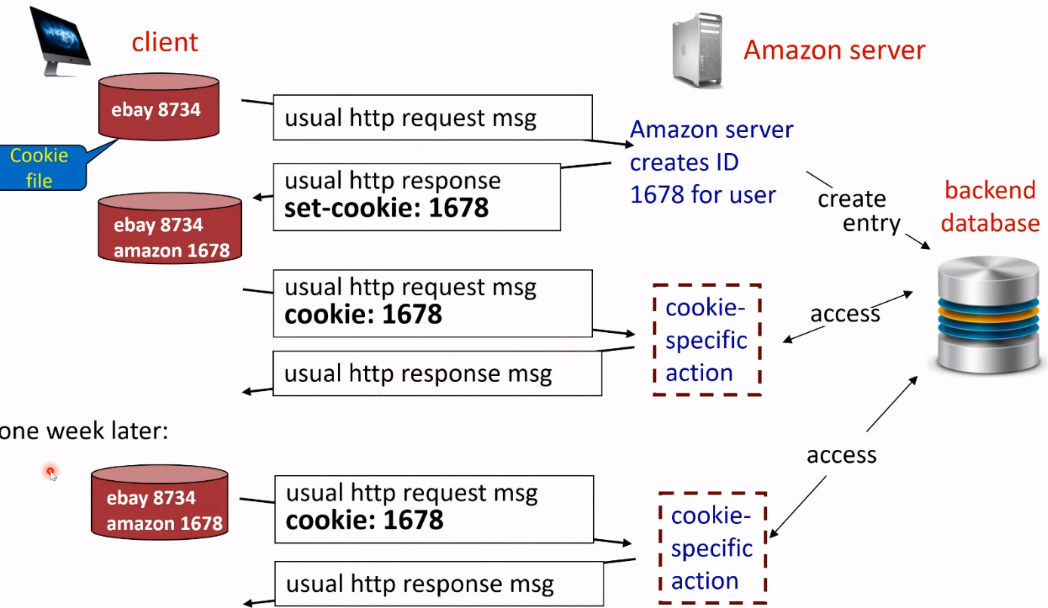 client
Amazon server
ebay 8734
Cookie
file
usual http request msg
Amazon server
creates ID
1678 for user
usual http response
set-cookie: 1678
ebay 8734
amazon 1678
create
entry
backend
database
usual http request msg
cookie: 1678
cookie-
specific
action
access
usual http response msg
one week later:
access
ebay 8734
amazon 1678
usual http request msg
cookie: 1678
cookie-
specific
action
usual http response msg